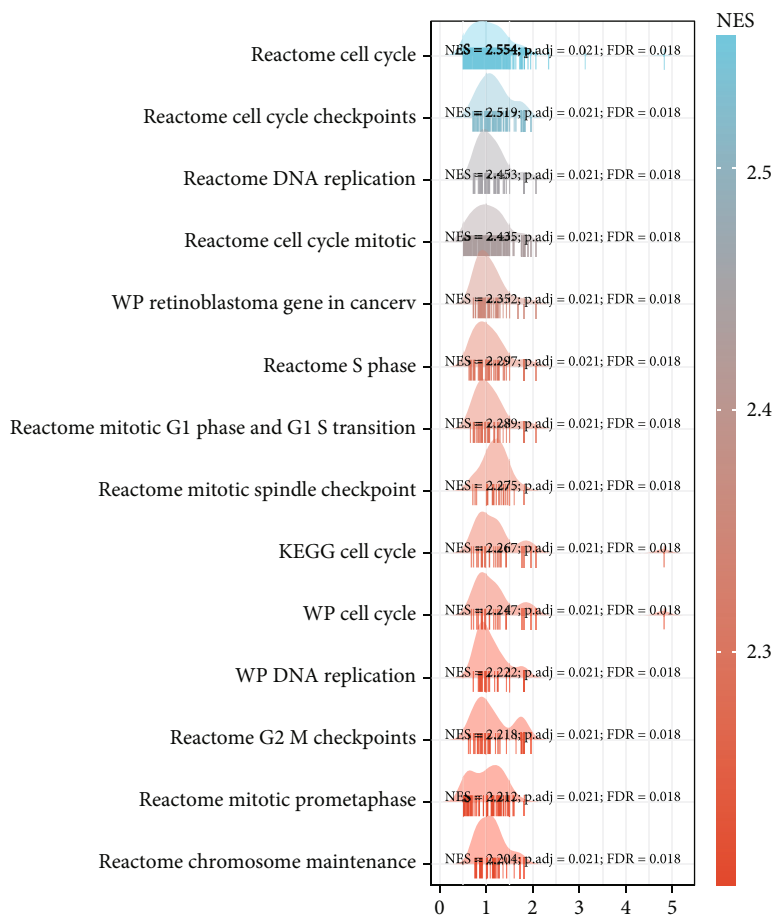 NES
Reactome cell cycle
NES = 2.554; p.adj = 0.021; FDR = 0.018
Reactome cell cycle checkpoints
NES = 2.519; p.adj = 0.021; FDR = 0.018
2.5
Reactome DNA replication
NES = 2.453; p.adj = 0.021; FDR = 0.018
Reactome cell cycle mitotic
NES = 2.435; p.adj = 0.021; FDR = 0.018
WP retinoblastoma gene in cancerv
NES = 2.352; p.adj = 0.021; FDR = 0.018
Reactome S phase
NES = 2.297; p.adj = 0.021; FDR = 0.018
2.4
Reactome mitotic G1 phase and G1 S transition
NES = 2.289; p.adj = 0.021; FDR = 0.018
Reactome mitotic spindle checkpoint
NES = 2.275; p.adj = 0.021; FDR = 0.018
KEGG cell cycle
NES = 2.267; p.adj = 0.021; FDR = 0.018
WP cell cycle
NES = 2.247; p.adj = 0.021; FDR = 0.018
2.3
WP DNA replication
NES = 2.222; p.adj = 0.021; FDR = 0.018
Reactome G2 M checkpoints
NES = 2.218; p.adj = 0.021; FDR = 0.018
Reactome mitotic prometaphase
NES = 2.212; p.adj = 0.021; FDR = 0.018
Reactome chromosome maintenance
NES = 2.204; p.adj = 0.021; FDR = 0.018
0 1 2 3 4 5